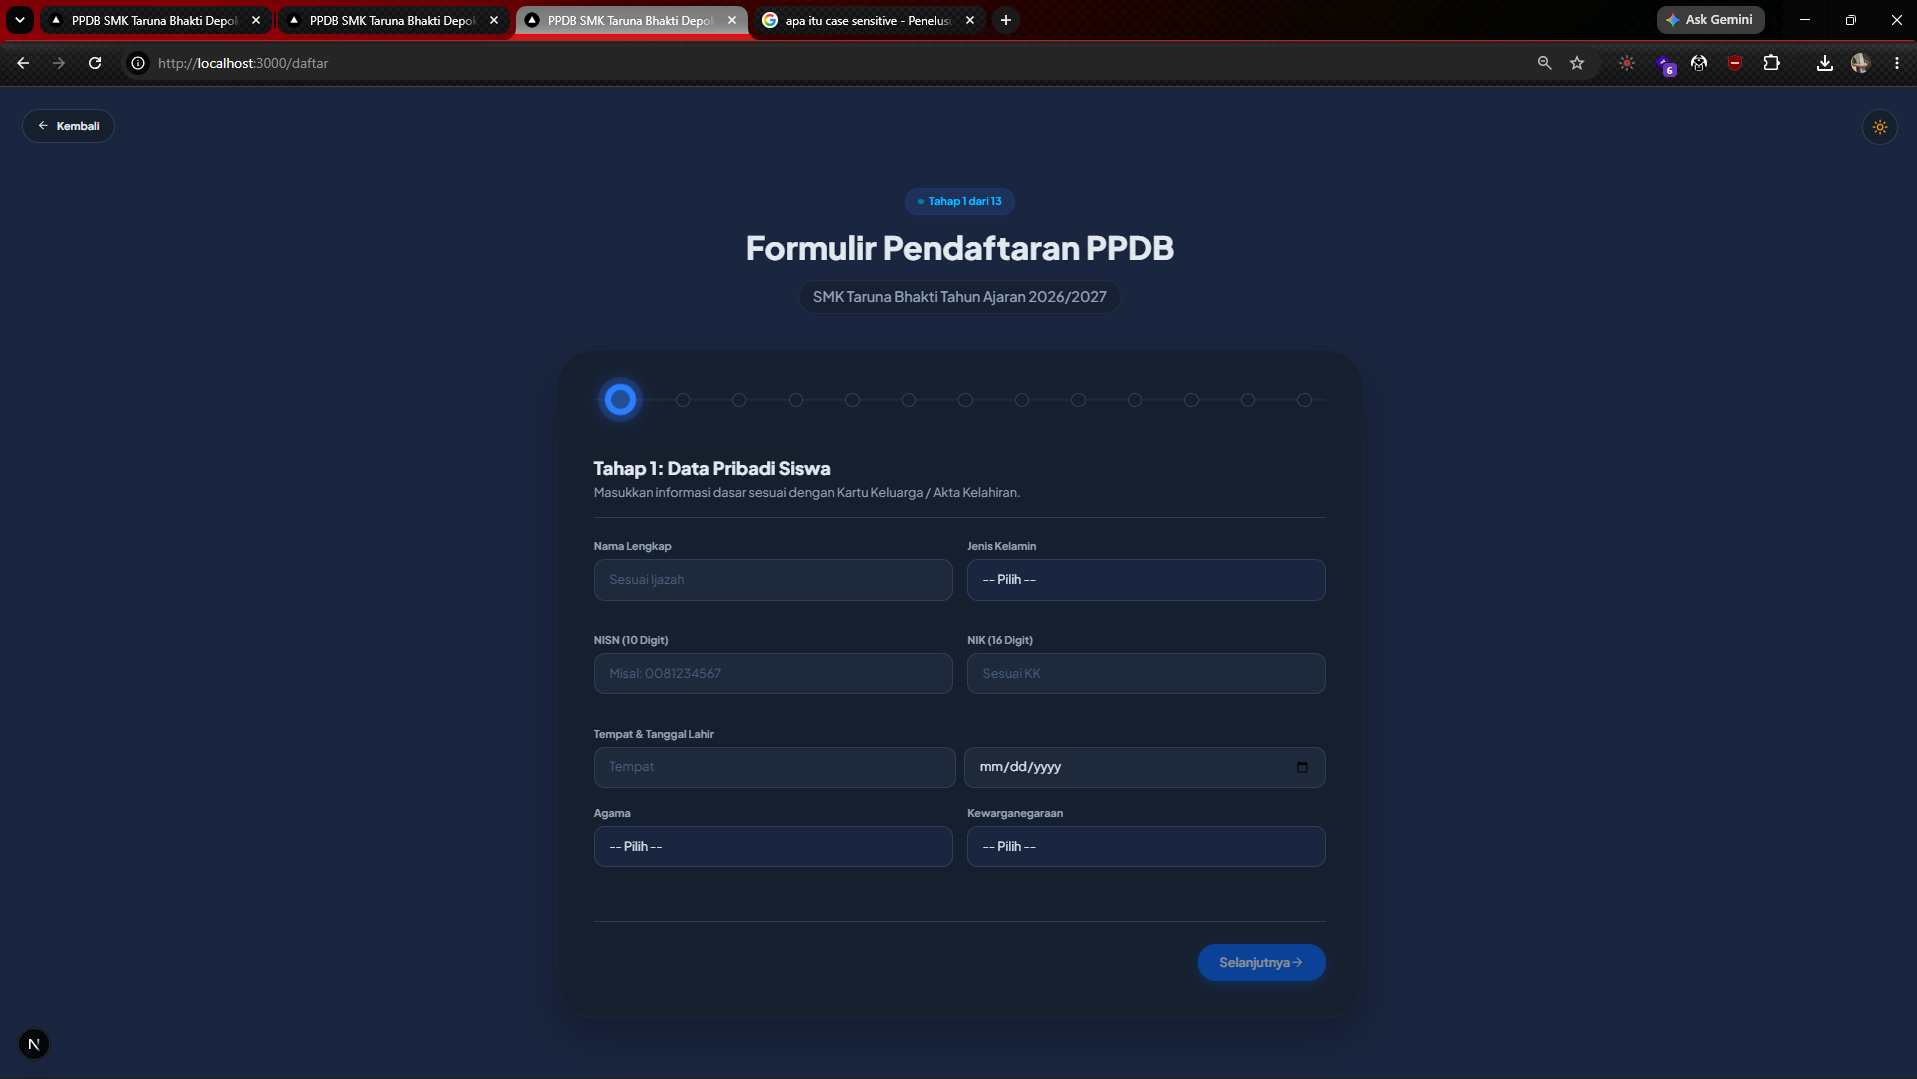 PPDB SMK Taruna Bhakti Depo
PPDB SMK Taruna Bhakti Depo
PPDB SMK Taruna Bhakti Depo
apa itu case sensitive - Penelus
Ask Gemini
http://localhost:3000/daftar
6
Kembali
Tahap 1 dari 13
Formulir Pendaftaran PPDB
SMK Taruna Bhakti Tahun Ajaran 2026/2027
Tahap 1: Data Pribadi Siswa
Masukkan informasi dasar sesuai dengan Kartu Keluarga / Akta Kelahiran.
Nama Lengkap
Jenis Kelamin
Sesuai Ijazah
-- Pilih --
NISN (10 Digit)
NIK (16 Digit)
Misal: 0081234567
Sesuai KK
Tempat & Tanggal Lahir
Tempat
mm/dd/yyyy
Agama
Kewarganegaraan
-- Pilih --
-- Pilih --
Selanjutnya
N